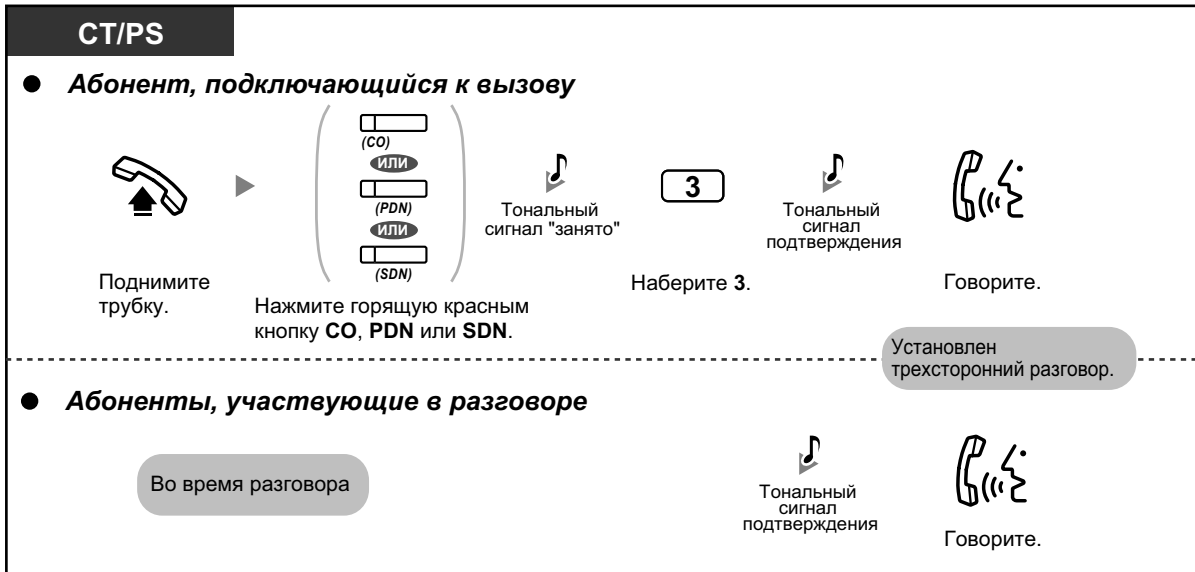 CT/PS
Абонент, подключающийся к вызову
(CO)
ИЛИ
(PDN)
ИЛИ
(SDN)
Поднимите
трубку.
Нажмите горящую красным
кнопку CO, PDN или SDN.
Тональный
сигнал "занято"
3
Наберите 3.
Тональный
сигнал
подтверждения
Говорите.
Установлен
трехсторонний разговор.
Абоненты, участвующие в разговоре
Во время разговора
Тональный
сигнал
подтверждения
Говорите.